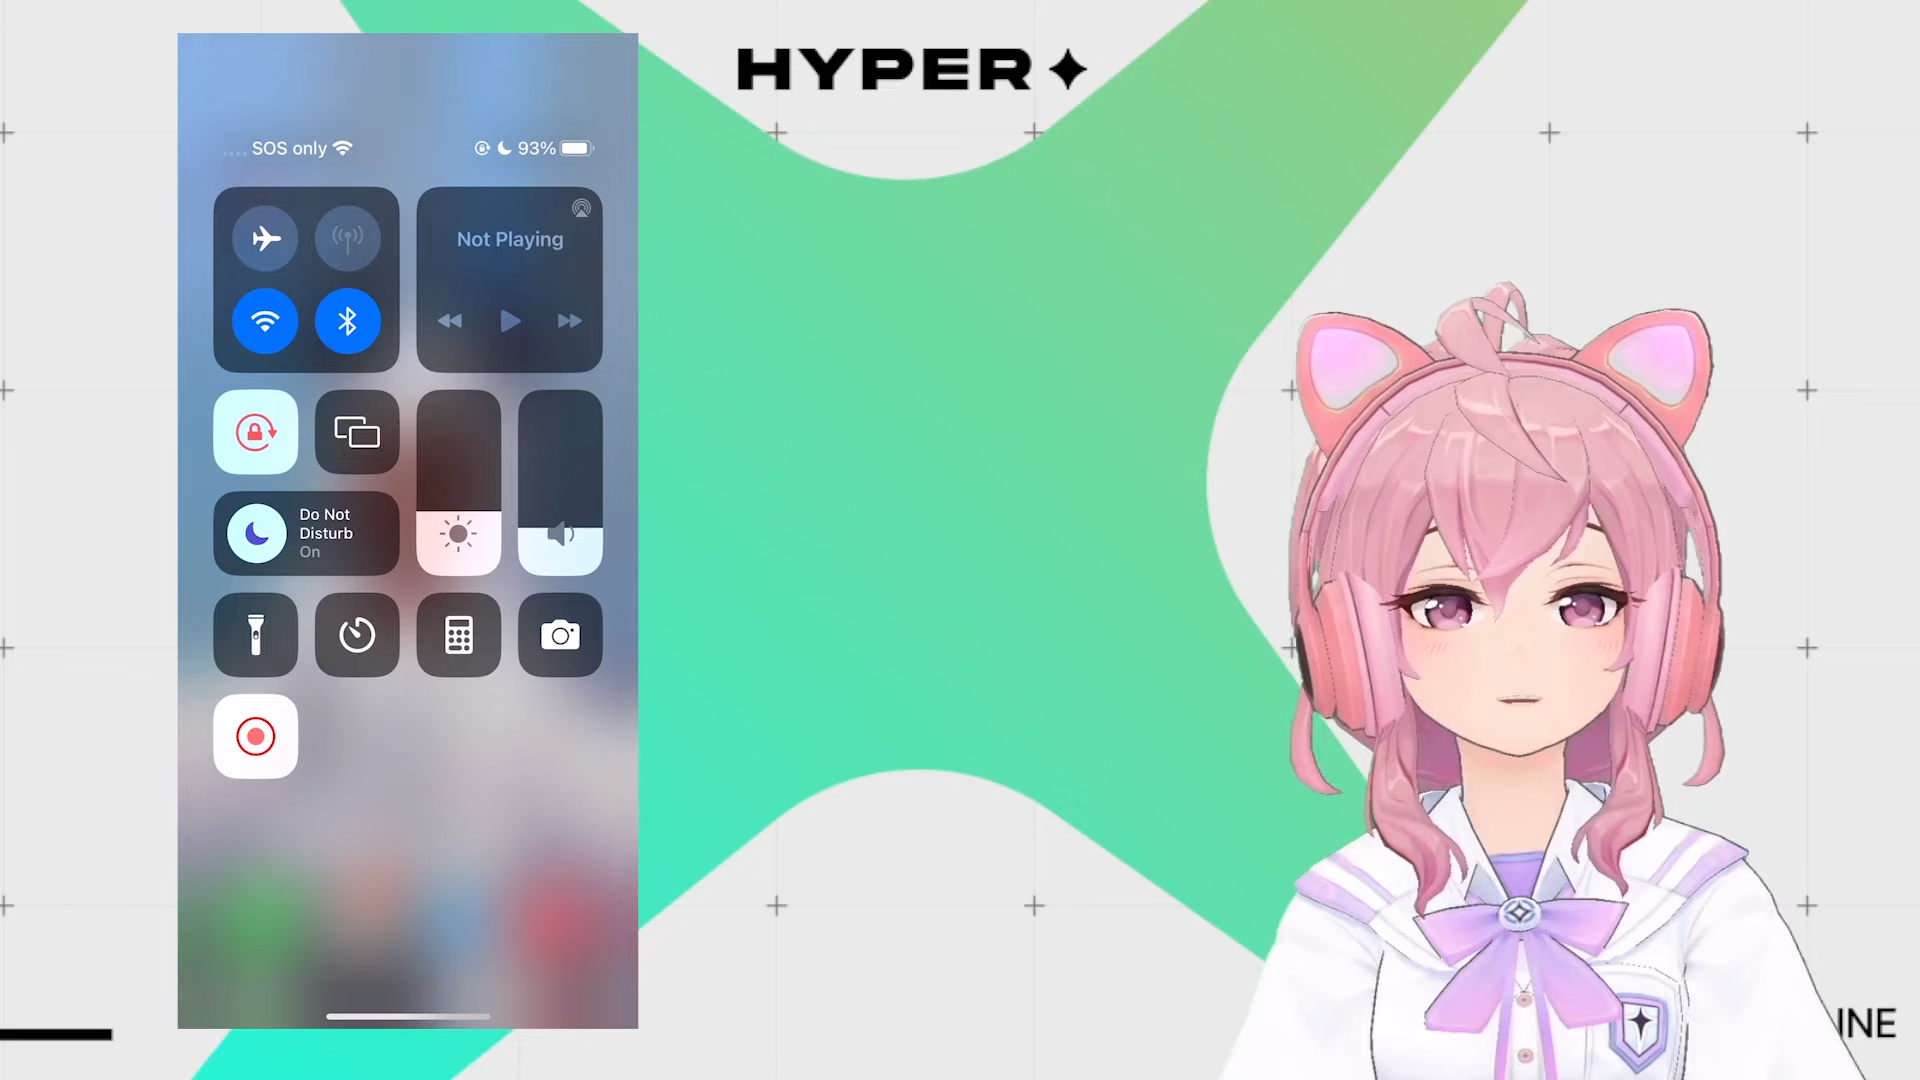 HYPER
SOS only
93%
Not Playing
Do Not
Disturb
On
INE